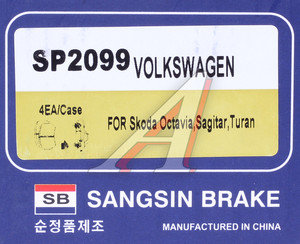 SP2099 VOLKSWAGEN
4EA/Case
FOR Skoda Octavia,Sagitar,Turan
SB SANGSIN BRAKE
순정품제조 MANUFACTURED IN CHINA